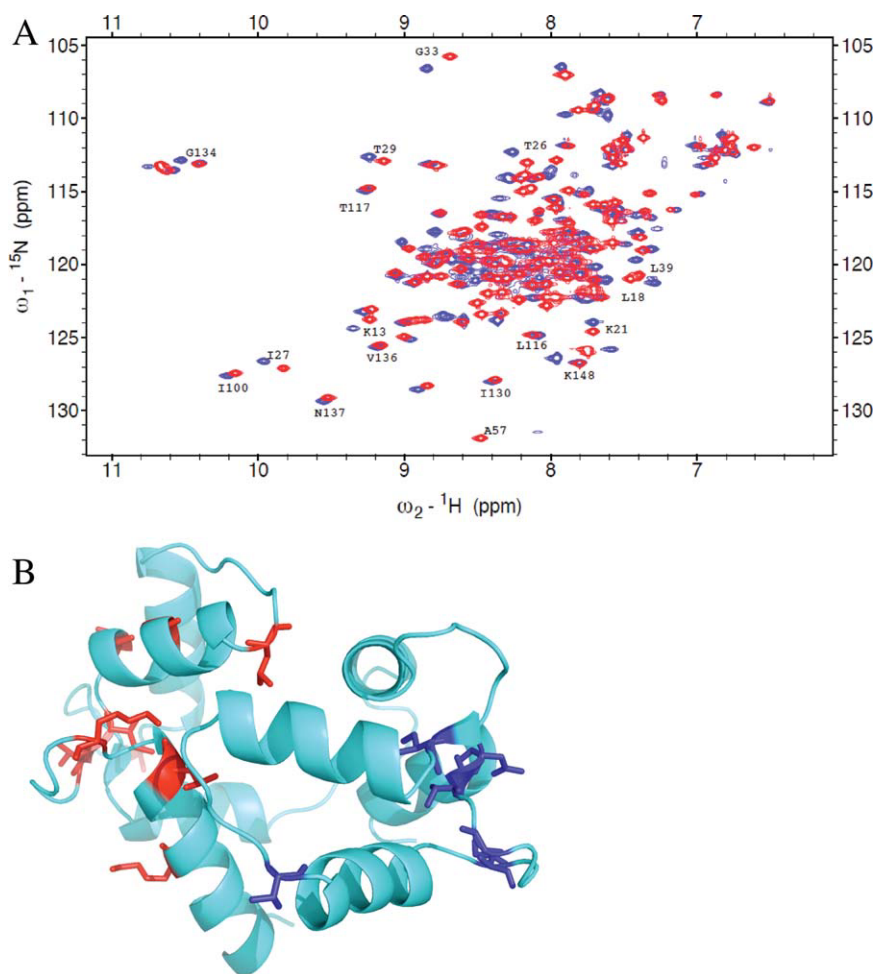 A
11 10 9 8 7
105 105
G33
110 110
G134 T29 T26
115 115
T117
120 120
L39
L18
125 125
K13 K21
V136 L116
I27 K148
I100 I130
N137
130 130
A57
11 10 9 8 7
ω1 - 15N (ppm)
ω2 - 1H (ppm)
B